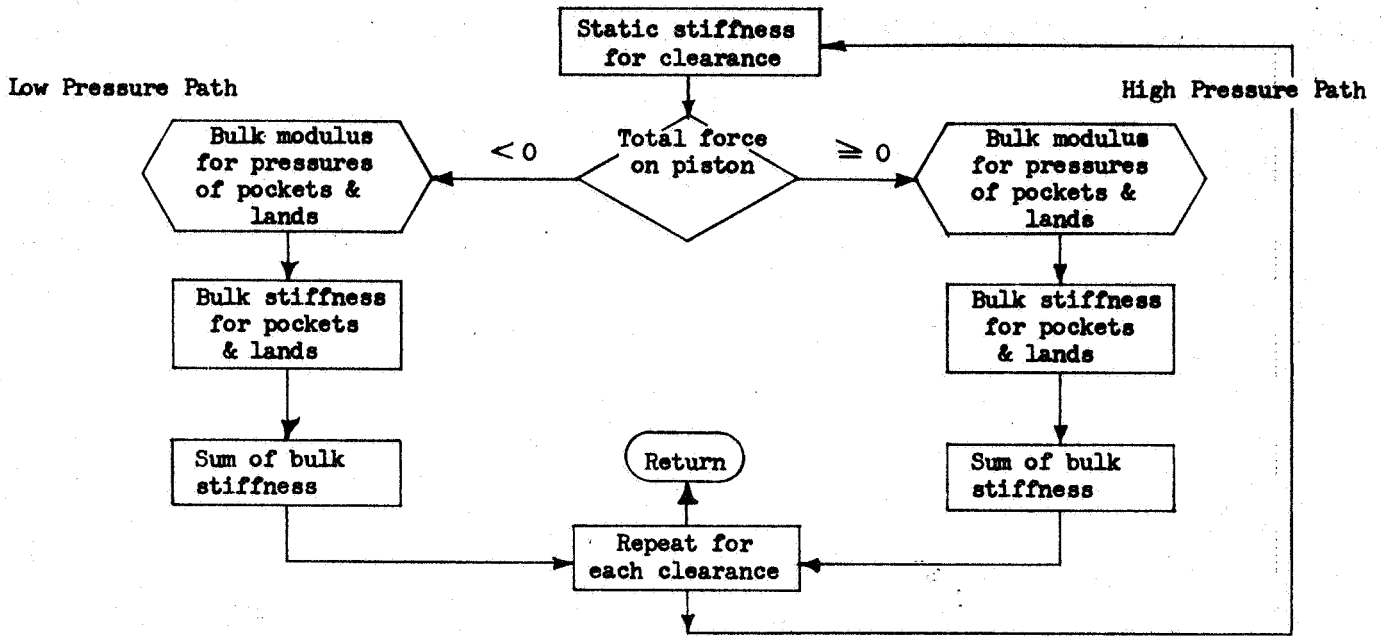 Static stiffness
for clearance
Low Pressure Path
High Pressure Path
Total force
on piston
< 0
≧ 0
Bulk modulus
for pressures
of pockets &
lands
Bulk stiffness
for pockets
& lands
Sum of bulk
stiffness
Bulk modulus
for pressures
of pockets &
lands
Bulk stiffness
for pockets
& lands
Sum of bulk
stiffness
Return
Repeat for
each clearance